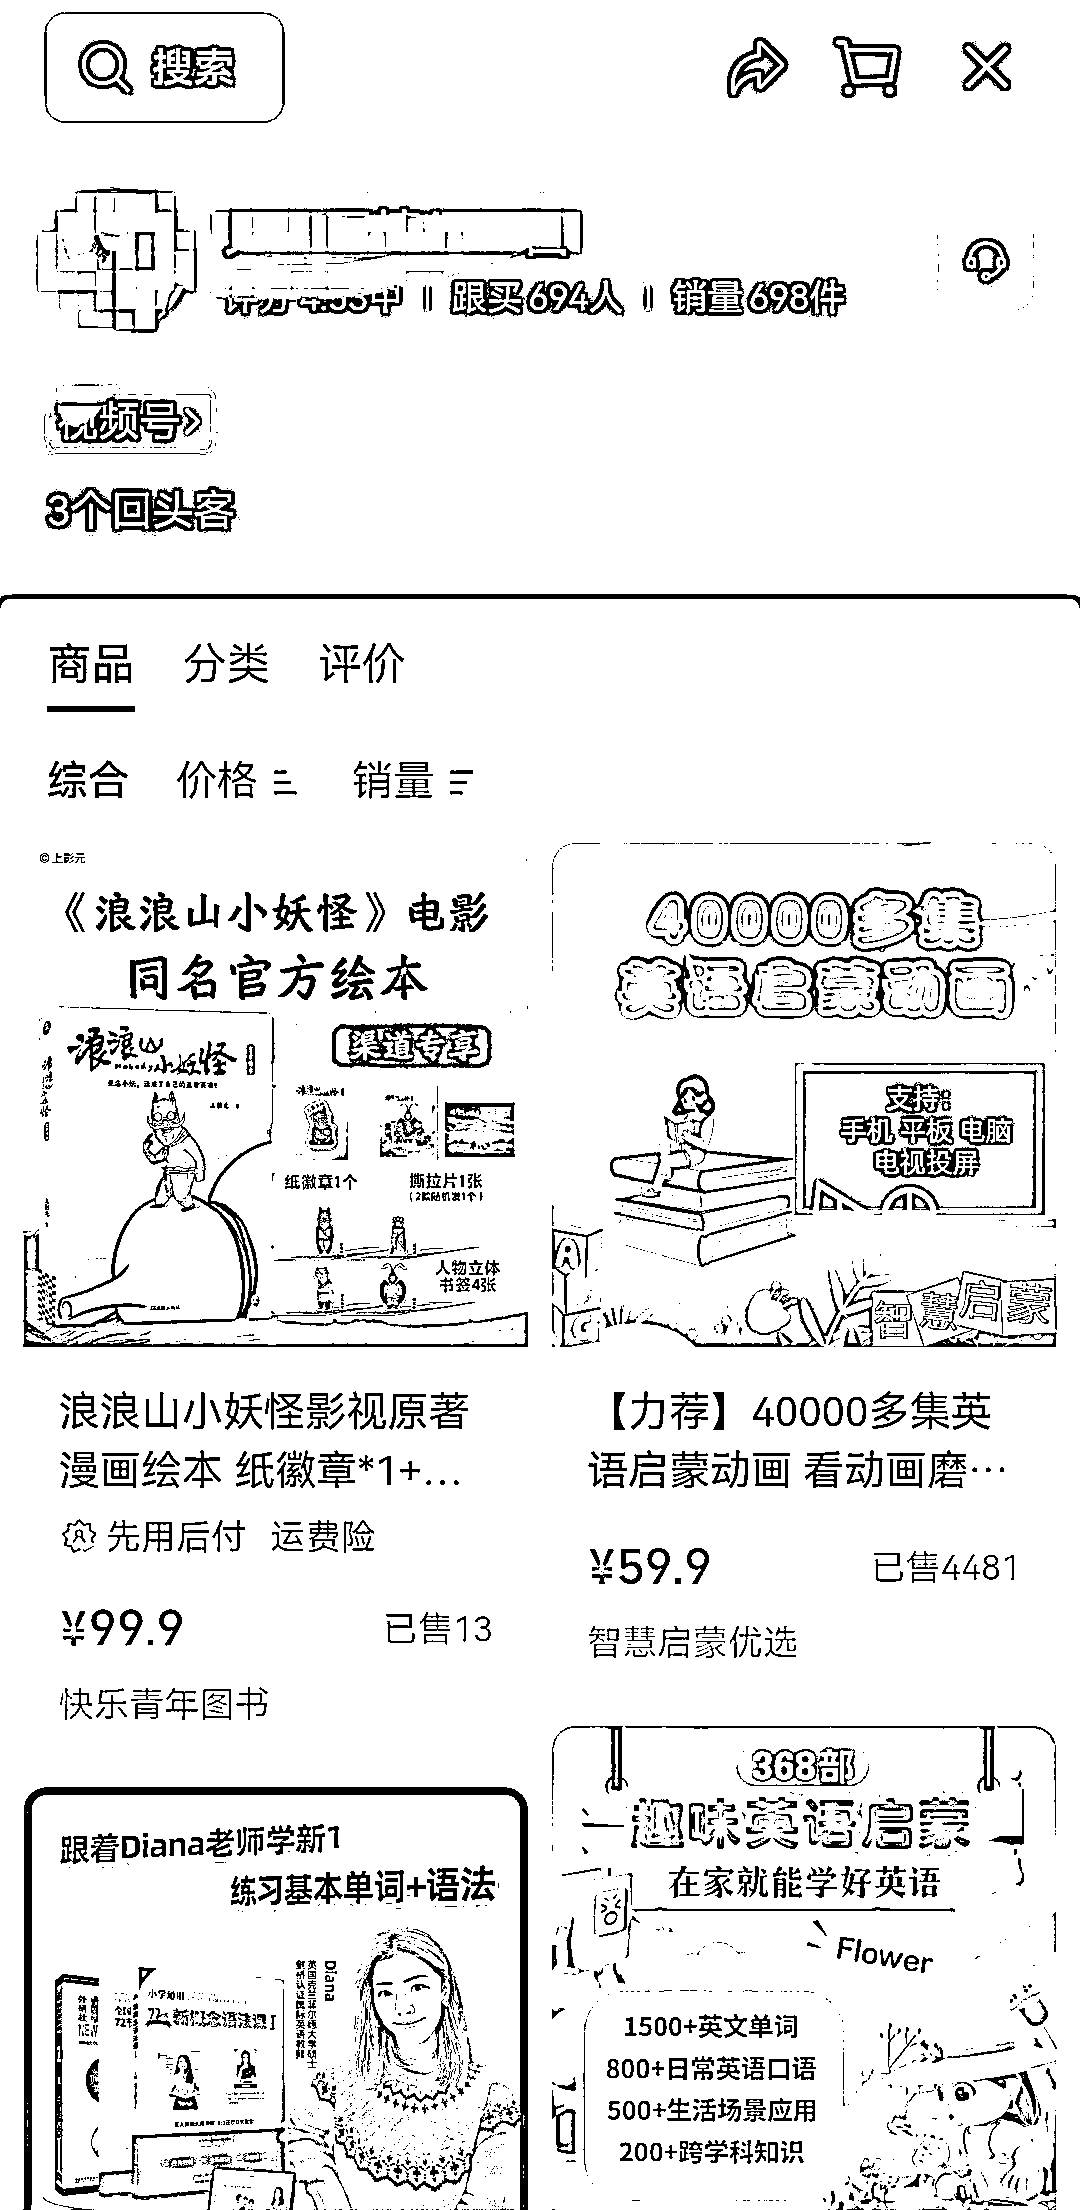 搜索
跟买694人 | 销量698件
视频号
3个回头客
商品 分类 评价
综合 价格 销量
©上影元
《浪浪山小妖怪》电影
同名官方绘本
浪浪山
小妖怪
渠道专享
纸徽章1个
撕拉片1张
人物立体
书签4张
浪浪山小妖怪影视原著
漫画绘本 纸徽章*1+...
先用后付 运费险
¥99.9 已售13
快乐青年图书
40000多集
英语启蒙动画
支持:
手机 平板 电脑
电视投屏
智慧启蒙
【力荐】40000多集英
语启蒙动画 看动画磨…
¥59.9 已售4481
智慧启蒙优选
跟着Diana老师学新1
练习基本单词+语法
Diana
368部
趣味英语启蒙
在家就能学好英语
Flower
1500+英文单词
800+日常英语口语
500+生活场景应用
200+跨学科知识